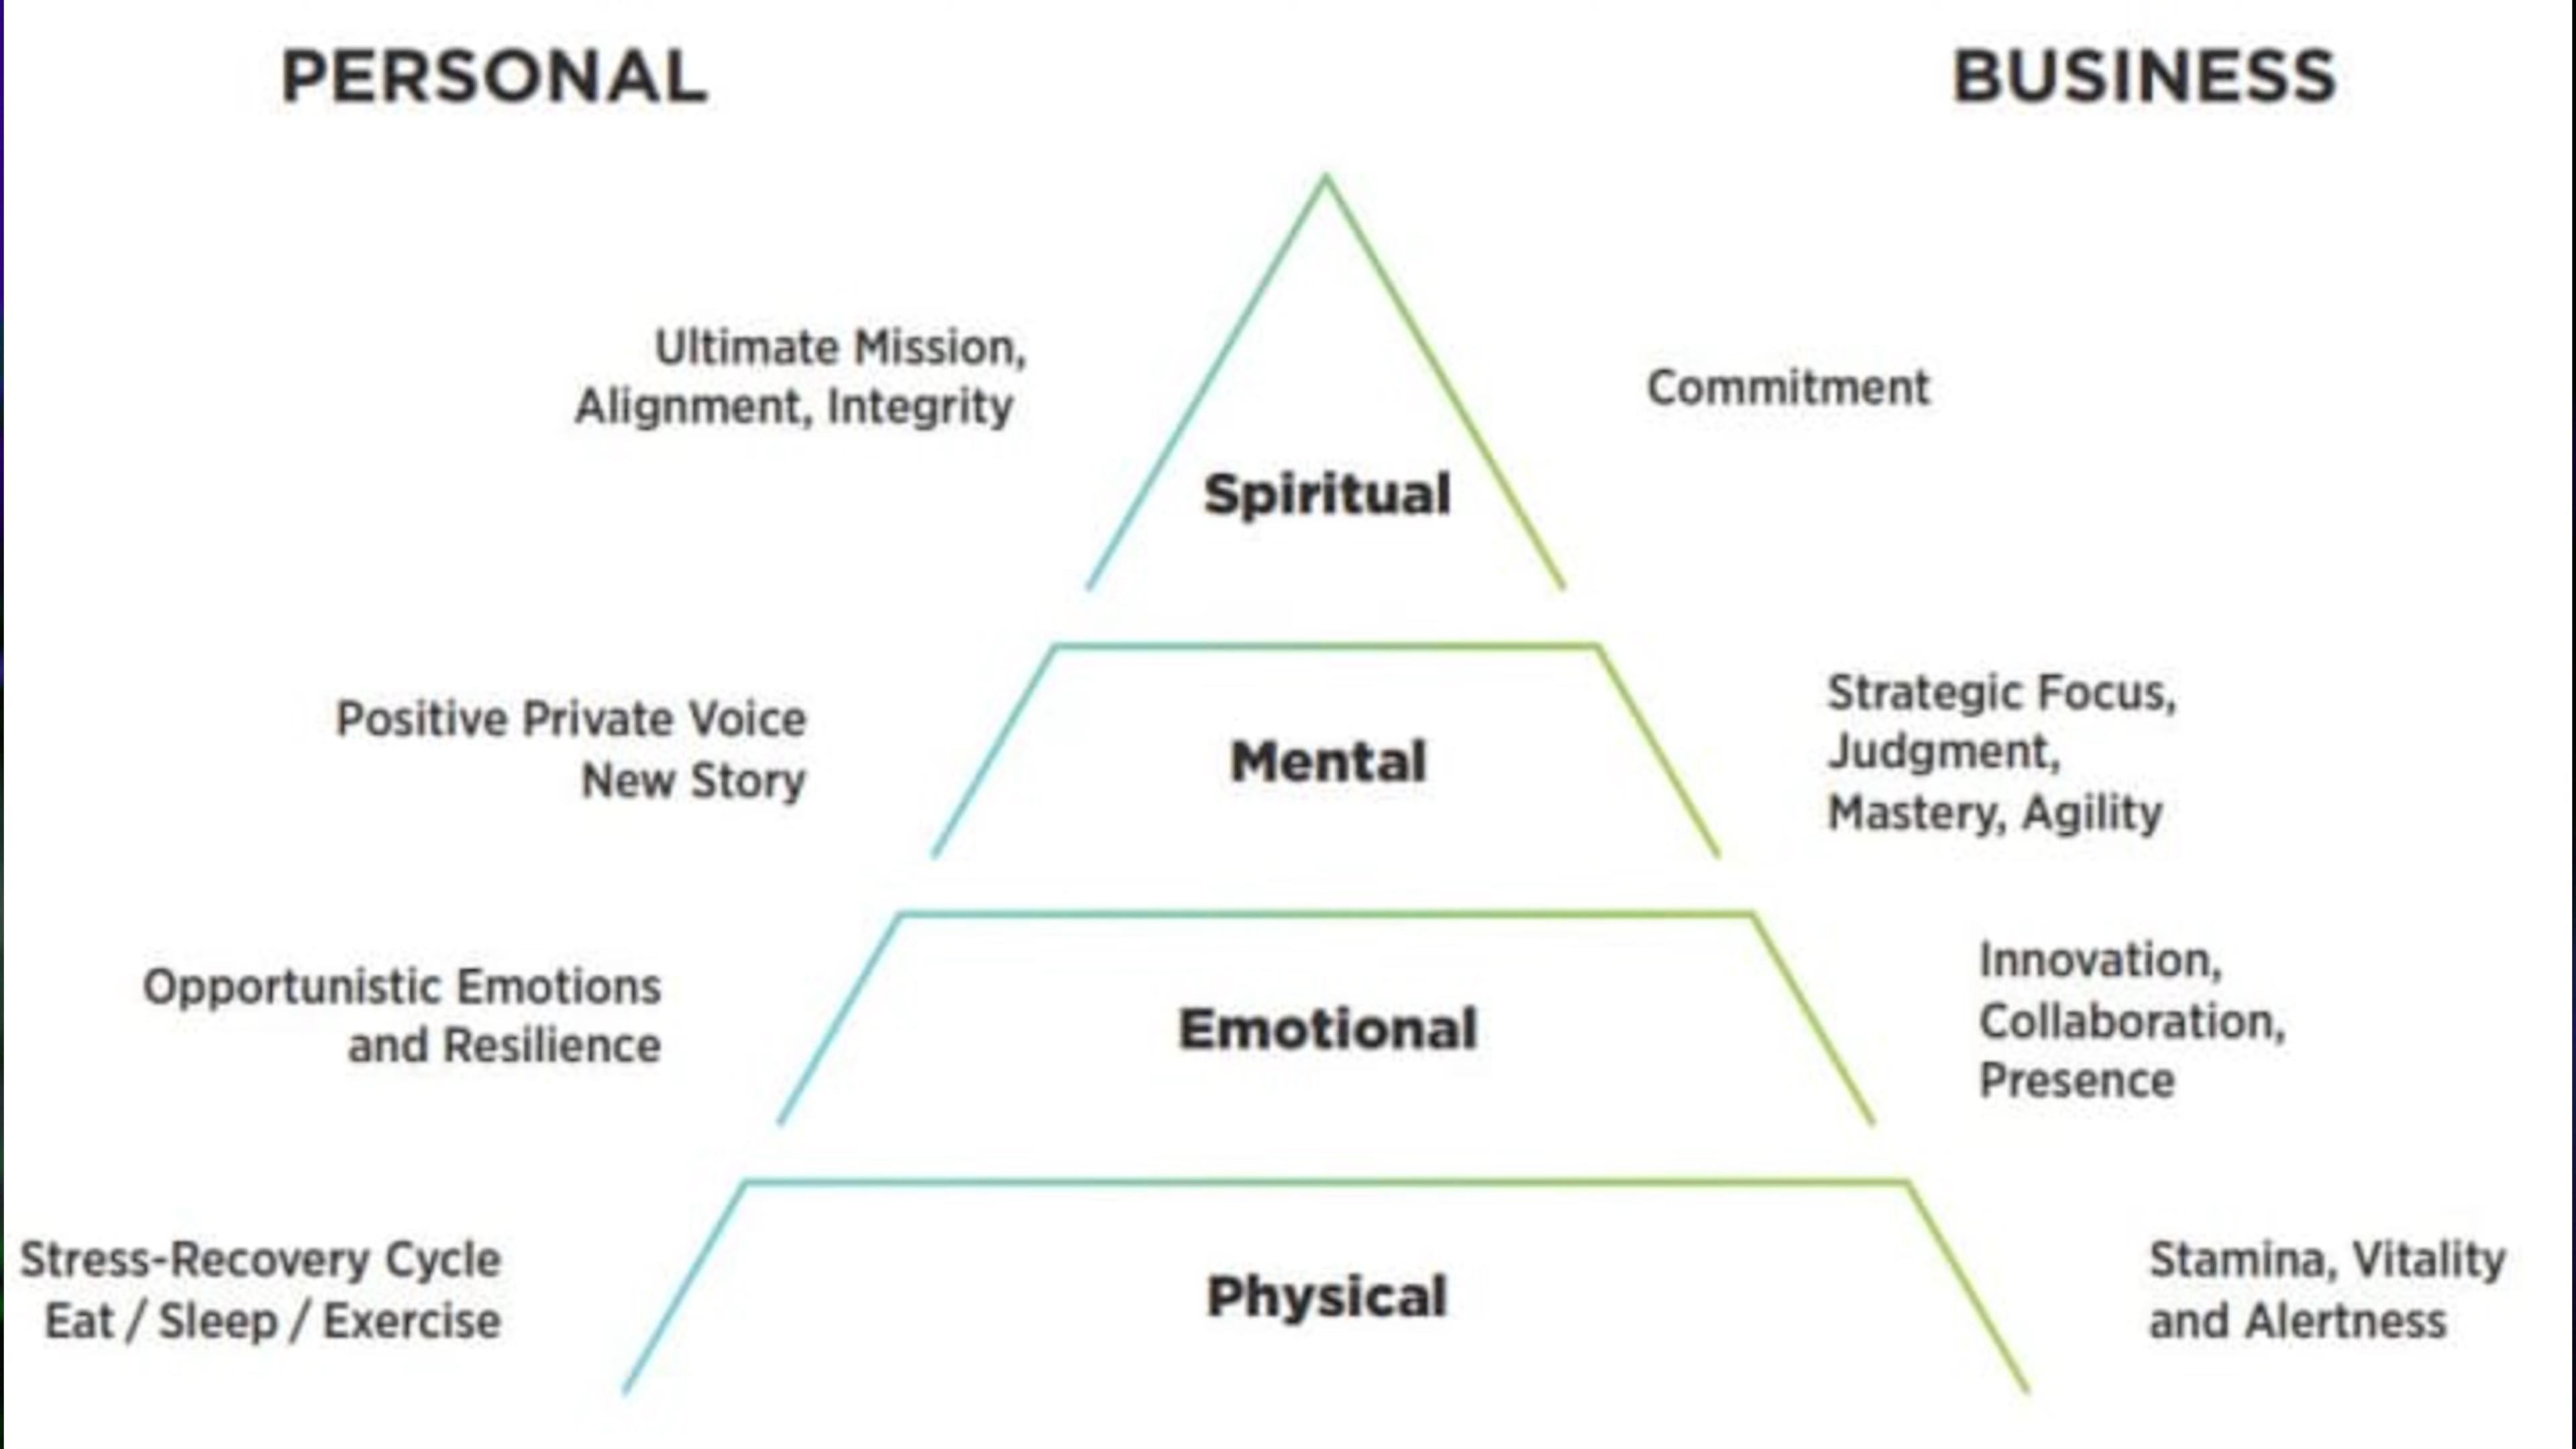 PERSONAL
BUSINESS
Ultimate Mission,
Alignment, Integrity
Commitment
Spiritual
Positive Private Voice
New Story
Mental
Strategic Focus,
Judgment,
Mastery, Agility
Opportunistic Emotions
and Resilience
Emotional
Innovation,
Collaboration,
Presence
Stress-Recovery Cycle
Eat / Sleep / Exercise
Physical
Stamina, Vitality
and Alertness